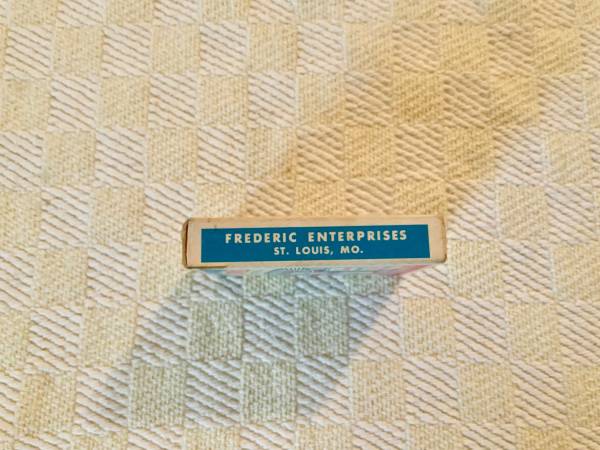 FREDERIC ENTERPRISES
ST. LOUIS, MO.